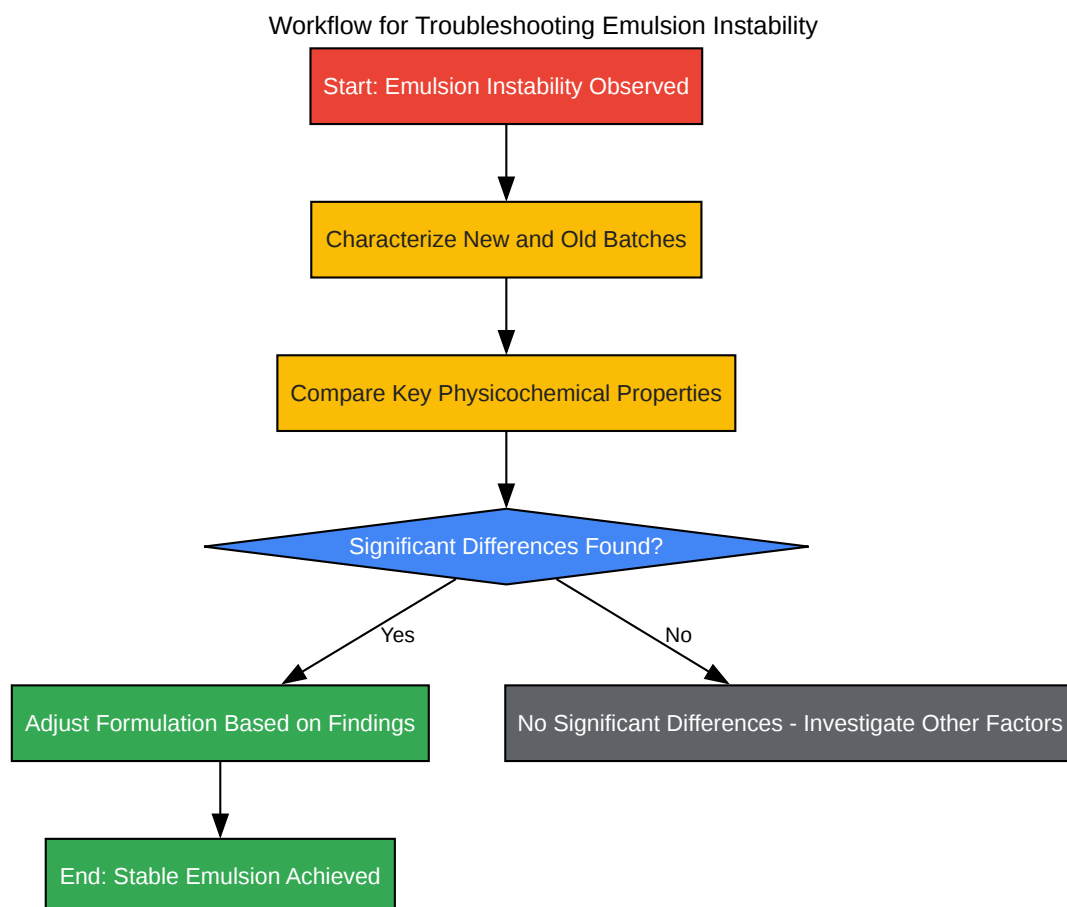 Workflow for Troubleshooting Emulsion Instability
Start: Emulsion Instability Observed
Characterize New and Old Batches
Compare Key Physicochemical Properties
Significant Differences Found?
Yes
No
Adjust Formulation Based on Findings
No Significant Differences - Investigate Other Factors
End: Stable Emulsion Achieved